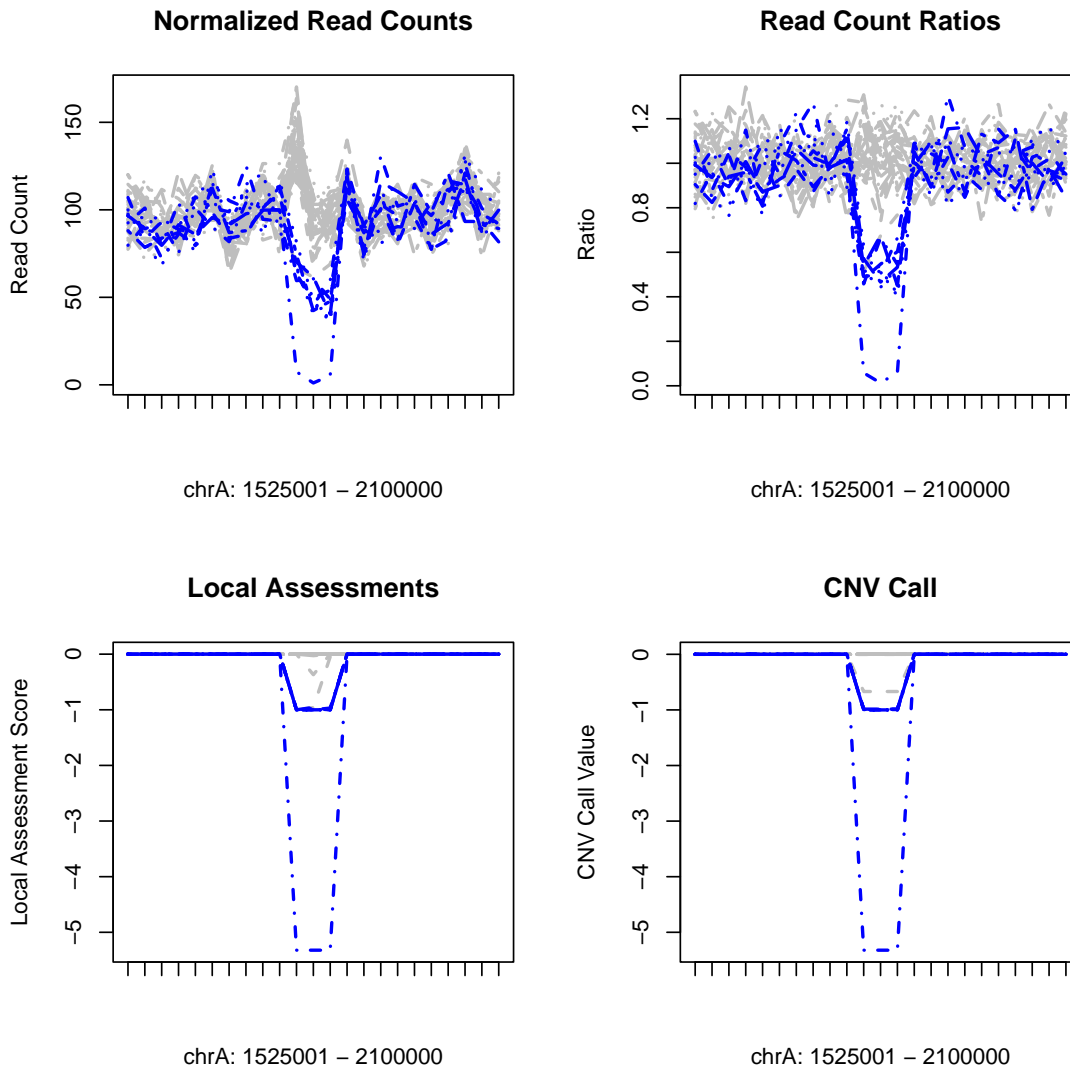 Normalized Read Counts
Read Count
0
50
100
150
chrA: 1525001 − 2100000
Read Count Ratios
Ratio
0.0
0.4
0.8
1.2
chrA: 1525001 − 2100000
Local Assessments
Local Assessment Score
−5
−4
−3
−2
−1
0
chrA: 1525001 − 2100000
CNV Call
CNV Call Value
−5
−4
−3
−2
−1
0
chrA: 1525001 − 2100000